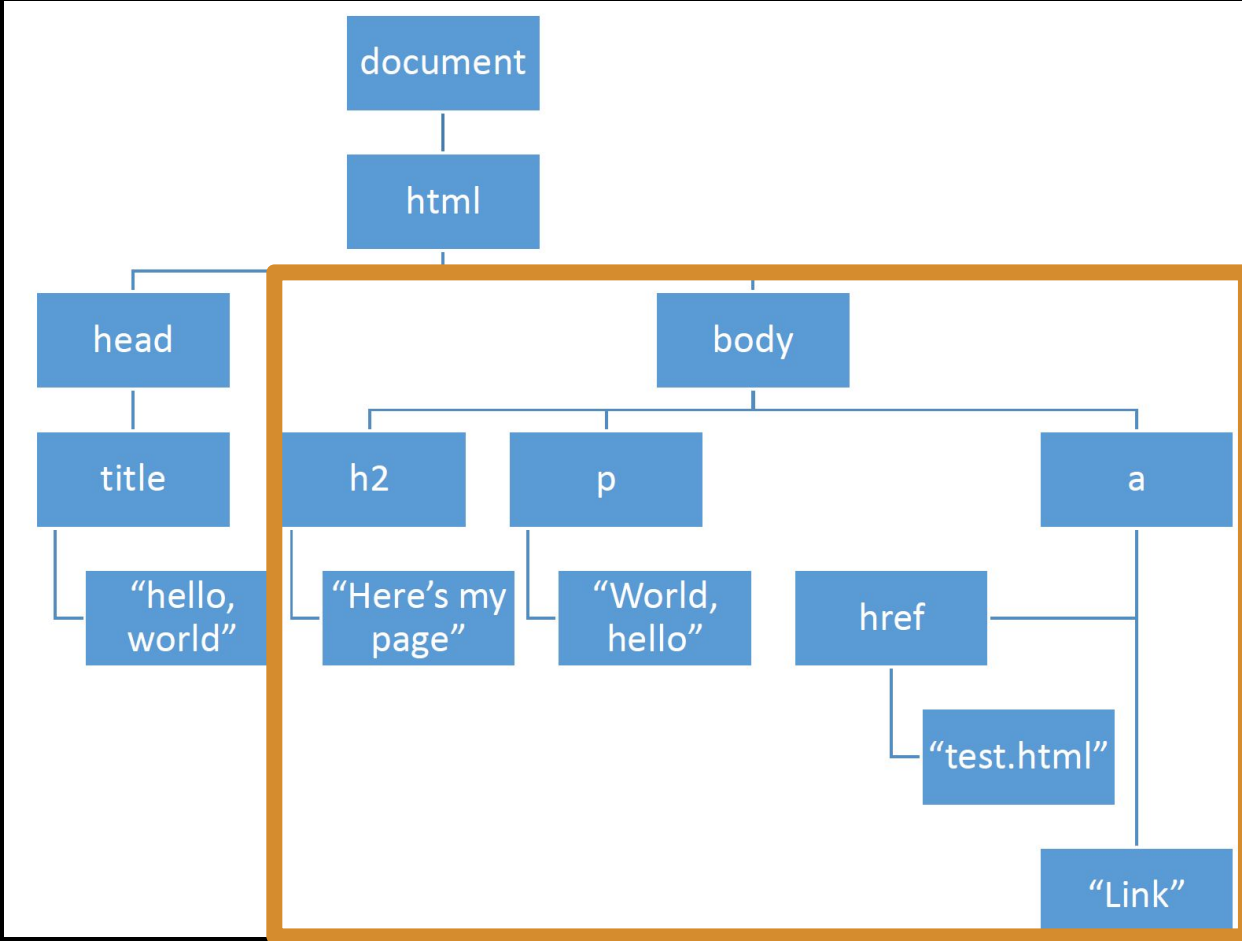 document
html
head
body
title
h2
p
a
“hello,
world”
“Here’s my
page”
“World,
hello”
href
“test.html”
“Link”